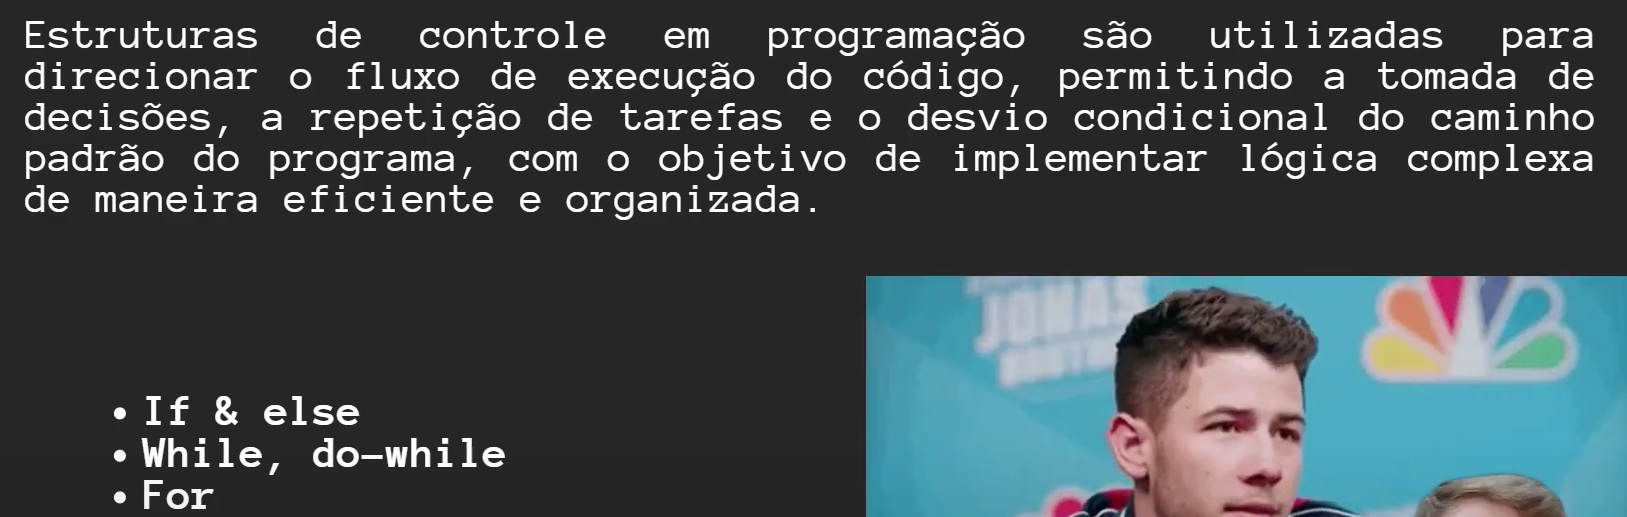 Estruturas de controle em programação são utilizadas para
direcionar o fluxo de execução do código, permitindo a tomada de
decisões, a repetição de tarefas e o desvio condicional do caminho
padrão do programa, com o objetivo de implementar lógica complexa
de maneira eficiente e organizada.
JONAS
• If & else
• While, do-while
• For